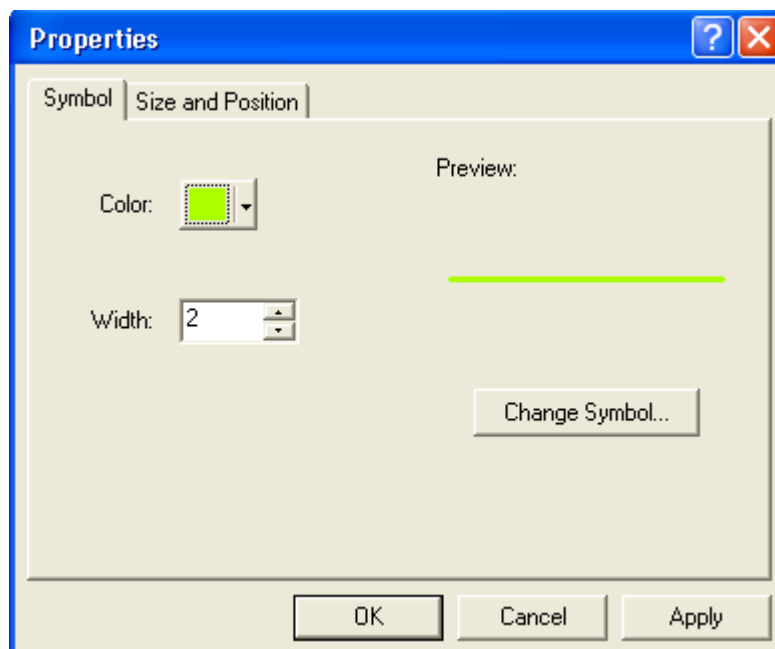 Properties
?
Symbol Size and Position
Preview:
Color:
Width: 2
Change Symbol...
OK Cancel Apply